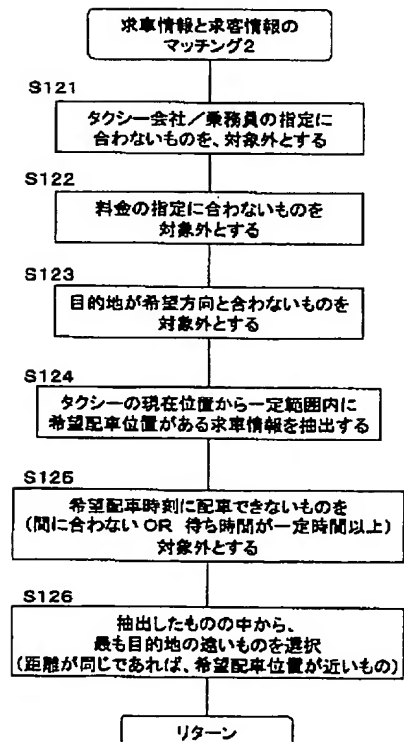 求車情報と求客情報の
マッチング2
S121
タクシー会社／乗務員の指定に
合わないものを、対象外とする
S122
料金の指定に合わないものを
対象外とする
S123
目的地が希望方向と合わないものを
対象外とする
S124
タクシーの現在位置から一定範囲内に
希望配車位置がある求車情報を抽出する
S125
希望配車時刻に配車できないものを
(間に合わない OR 待ち時間が一定時間以上)
対象外とする
S126
抽出したものの中から、
最も目的地の遠いものを選択
(距離が同じであれば、希望配車位置が近いもの)
リターン